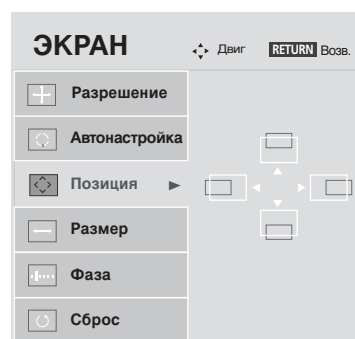 ЭКРАН
Двиг RETURN Возв.
Разрешение
Автонастройка
Позиция
Размер
Фаза
Сброс